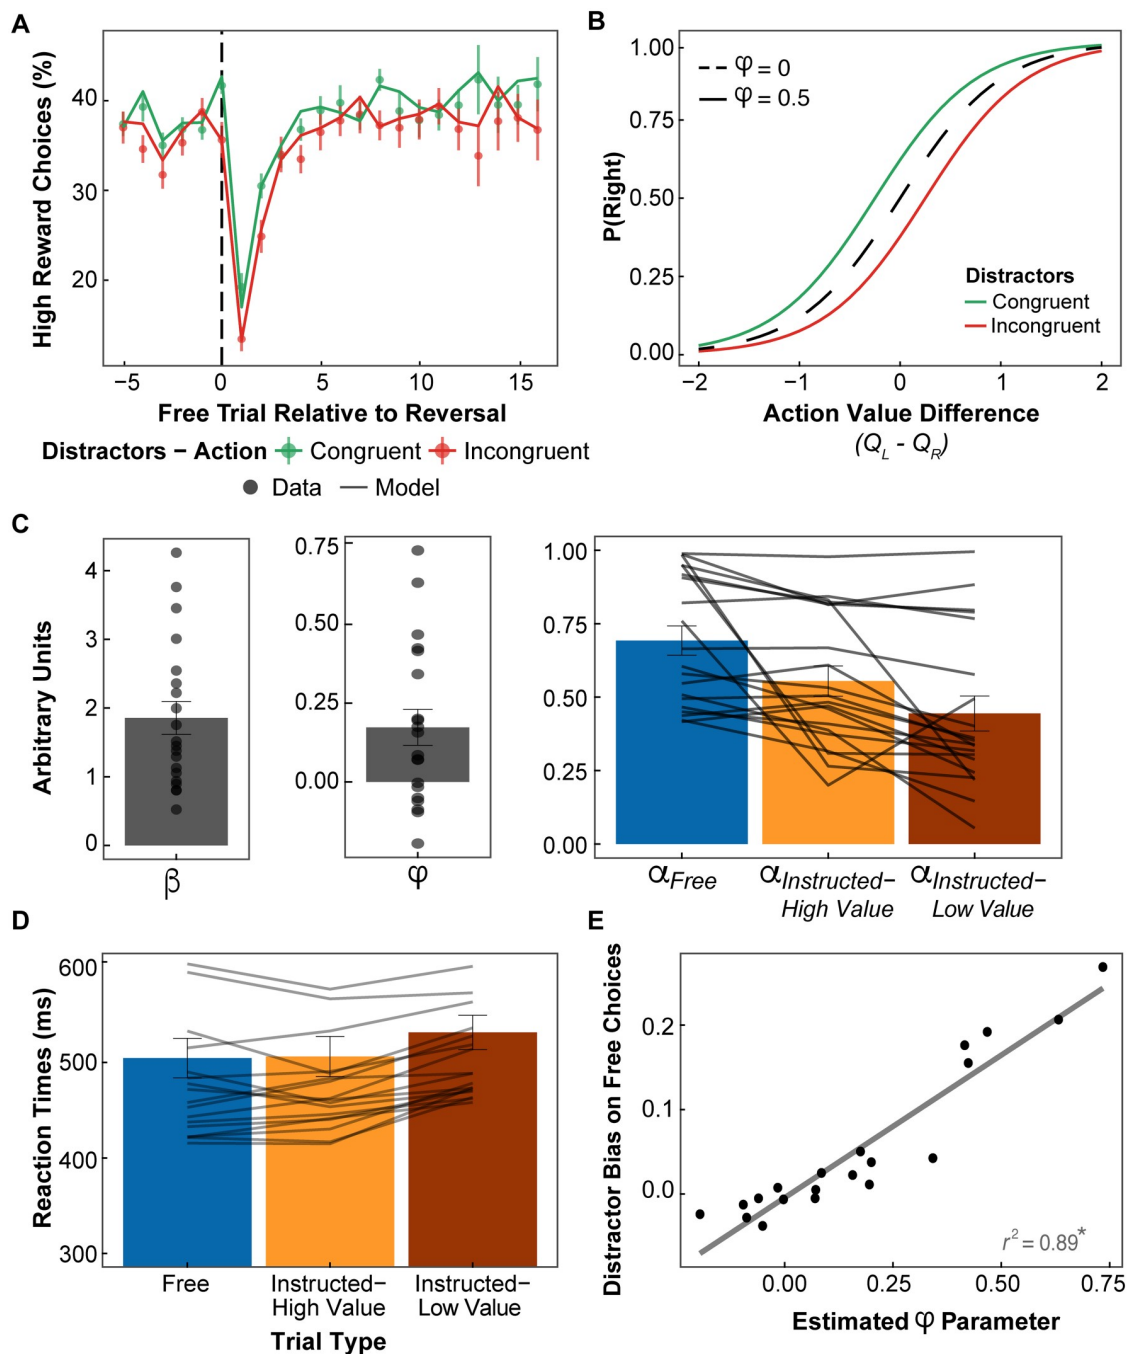 A
High Reward Choices (%)
40
30
20
−5
0
5
10
15
Free Trial Relative to Reversal
Distractors − Action
Congruent
Incongruent
Data
Model
B
P(Right)
1.00
0.75
0.50
0.25
0.00
φ = 0
φ = 0.5
Distractors
Congruent
Incongruent
−2
−1
0
1
2
Action Value Difference
(Q_L - Q_R)
C
Arbitrary Units
4
3
2
1
0
β
0.75
0.50
0.25
0.00
φ
1.00
0.75
0.50
0.25
0.00
α Free
α Instructed−
High Value
α Instructed−
Low Value
D
Reaction Times (ms)
600
500
400
300
Free
Instructed−
High Value
Instructed−
Low Value
Trial Type
E
Distractor Bias on Free Choices
0.2
0.1
0.0
r² = 0.89*
0.00
0.25
0.50
0.75
Estimated φ Parameter